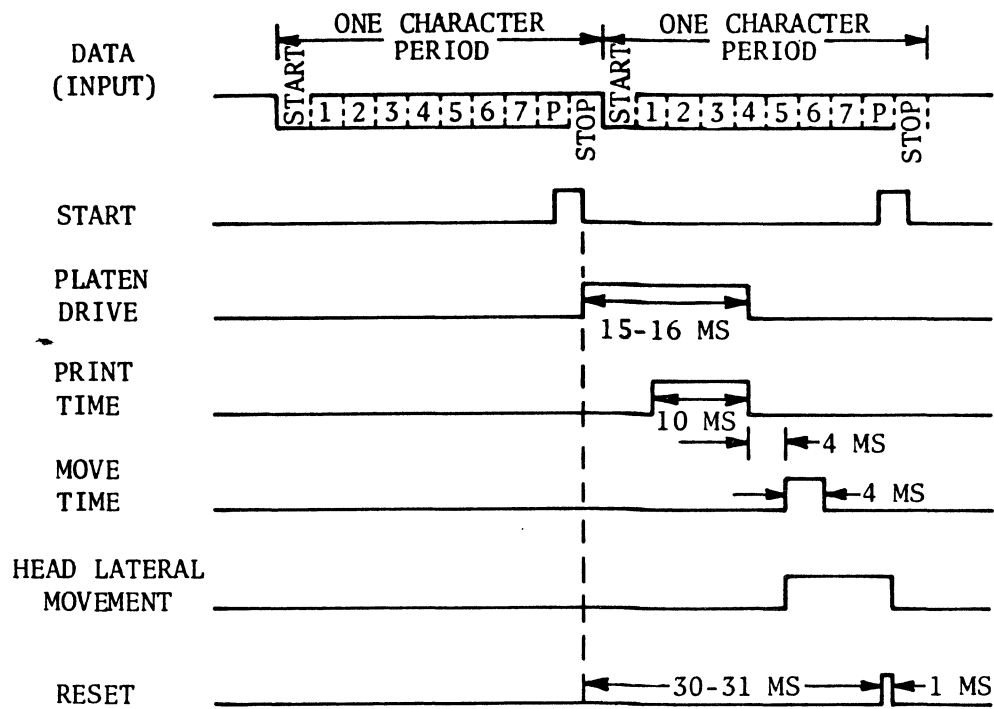 ONE CHARACTER PERIOD
ONE CHARACTER PERIOD
DATA (INPUT)
START 1 2 3 4 5 6 7 P STOP START 1 2 3 4 5 6 7 P STOP
START
PLATEN DRIVE
15-16 MS
PRINT TIME
10 MS
4 MS
MOVE TIME
4 MS
HEAD LATERAL MOVEMENT
RESET
30-31 MS
1 MS